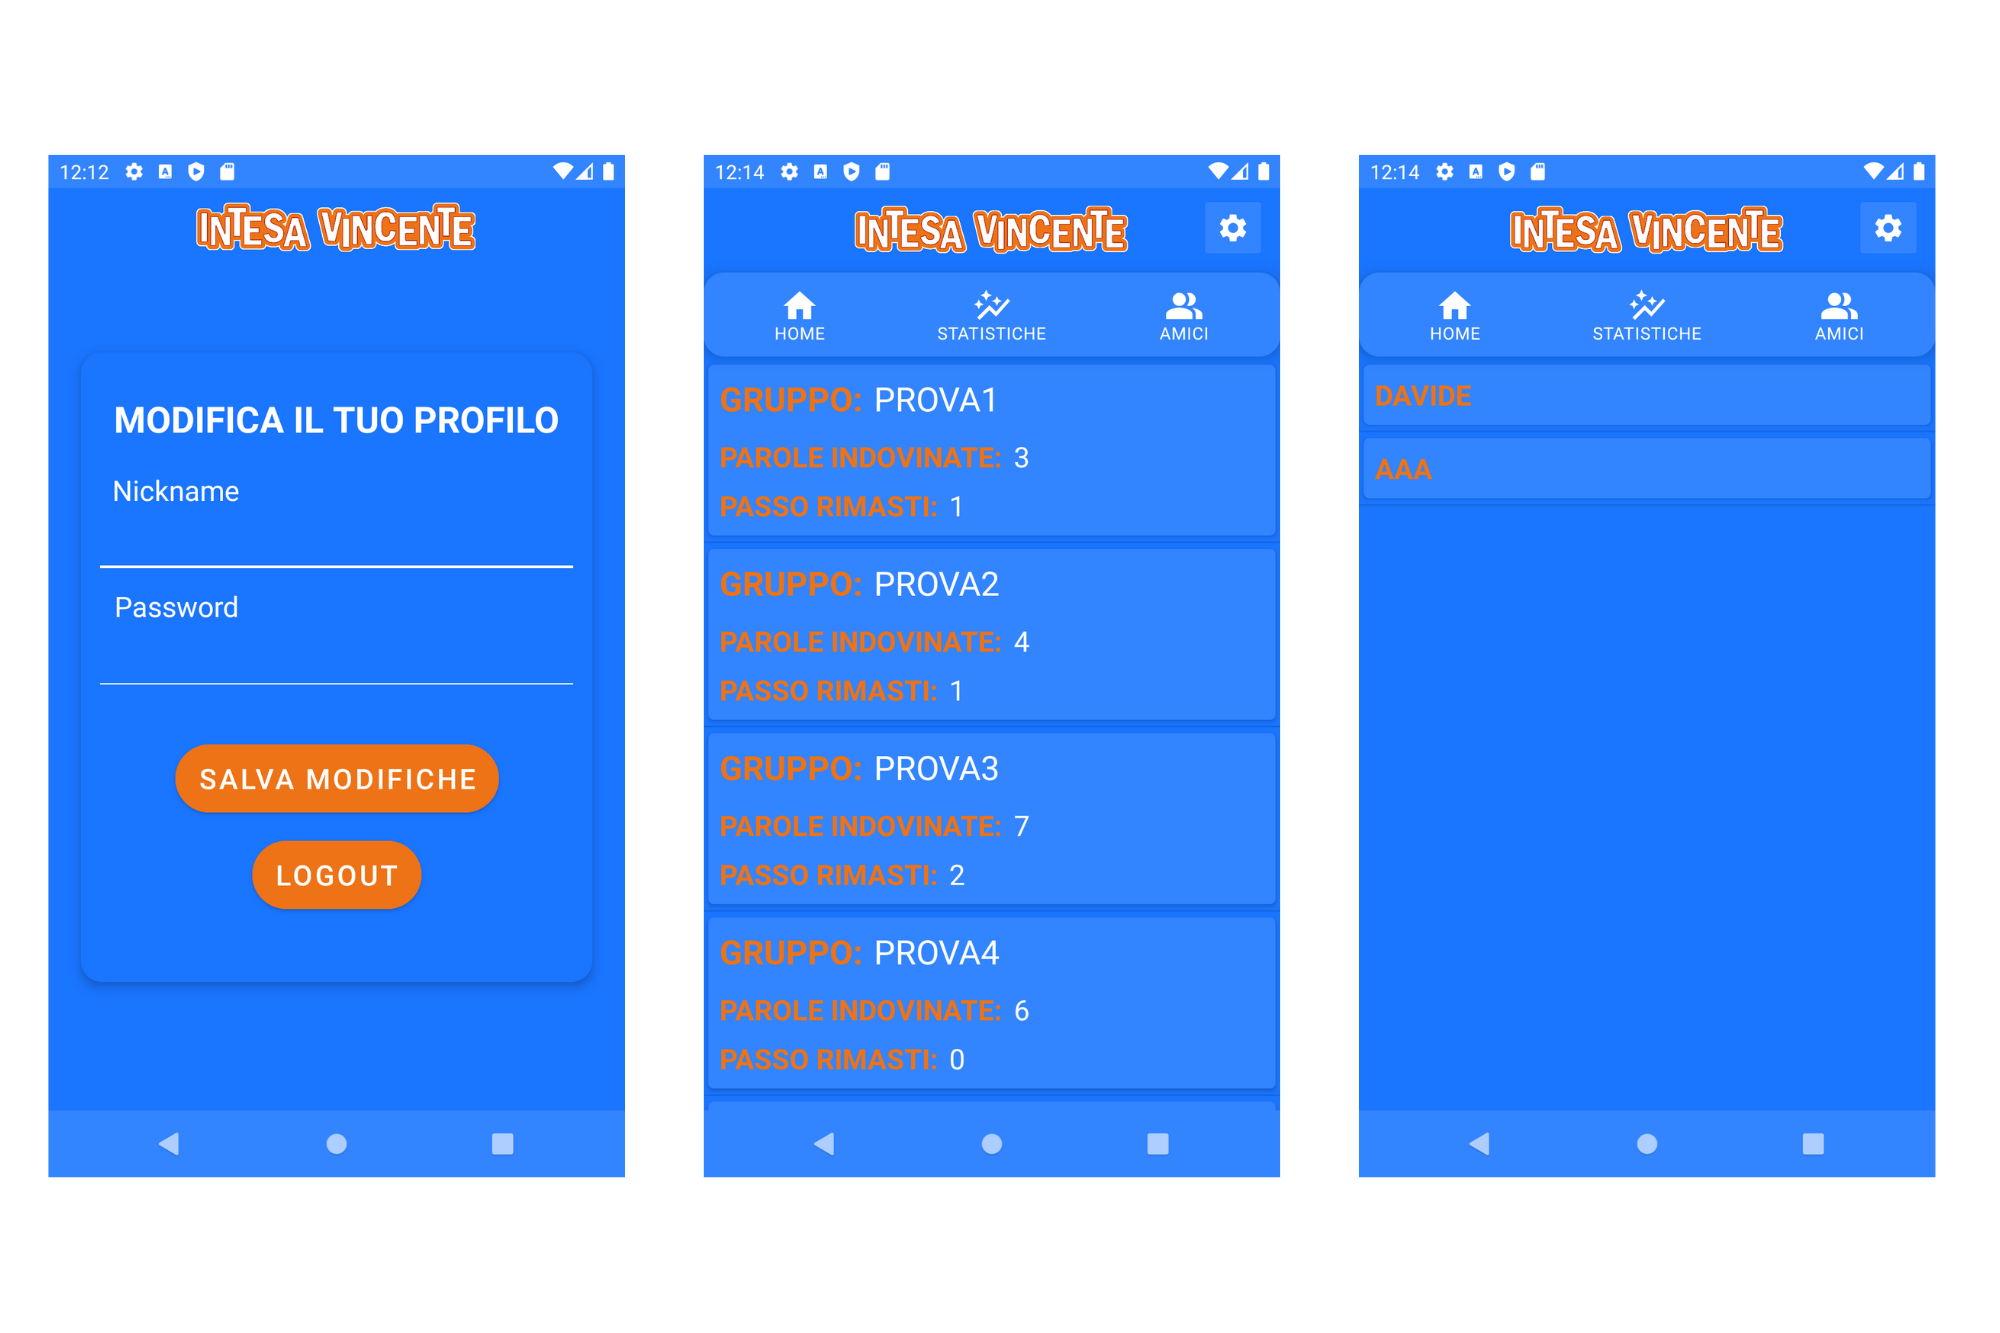 12:12
INTESA VINCENTE
MODIFICA IL TUO PROFILO
Nickname
Password
SALVA MODIFICHE
LOGOUT
12:14
INTESA VINCENTE
HOME STATISTICHE AMICI
GRUPPO: PROVA1
PAROLE INDOVINATE: 3
PASSO RIMASTI: 1
GRUPPO: PROVA2
PAROLE INDOVINATE: 4
PASSO RIMASTI: 1
GRUPPO: PROVA3
PAROLE INDOVINATE: 7
PASSO RIMASTI: 2
GRUPPO: PROVA4
PAROLE INDOVINATE: 6
PASSO RIMASTI: 0
12:14
INTESA VINCENTE
HOME STATISTICHE AMICI
DAVIDE
AAA